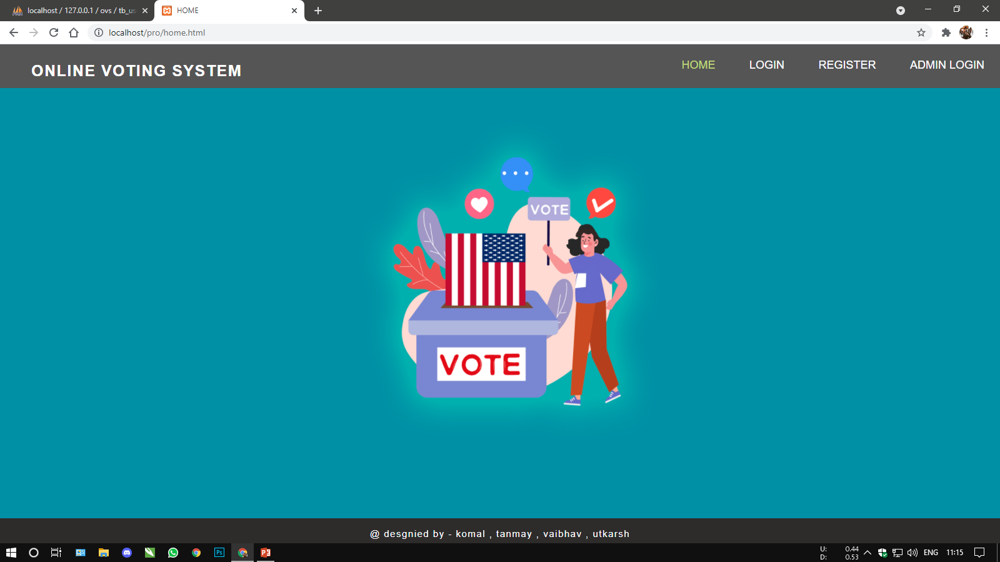 localhost / 127.0.0.1 / ovs / tb_us
HOME
localhost/pro/home.html
ONLINE VOTING SYSTEM
HOME LOGIN REGISTER ADMIN LOGIN
VOTE
VOTE
@ desgnied by - komal , tanmay , vaibhav , utkarsh
U: 0.44
D: 0.53
ENG 11:15
Ps
P